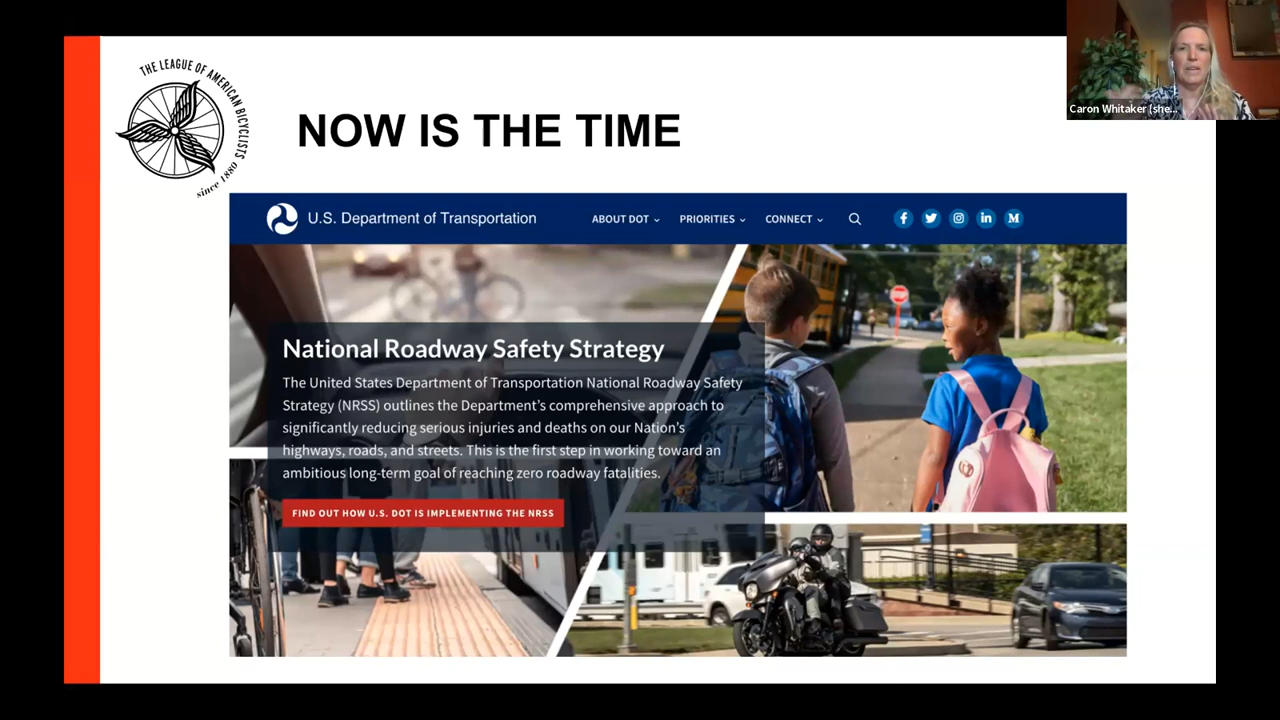 THE LEAGUE OF AMERICAN BICYCLISTS
since 1880
NOW IS THE TIME
Caron Whitaker (she...
U.S. Department of Transportation
ABOUT DOT
PRIORITIES
CONNECT
f
in
M
National Roadway Safety Strategy
The United States Department of Transportation National Roadway Safety
Strategy (NRSS) outlines the Department's comprehensive approach to
significantly reducing serious injuries and deaths on our Nation's
highways, roads, and streets. This is the first step in working toward an
ambitious long-term goal of reaching zero roadway fatalities.
FIND OUT HOW U.S. DOT IS IMPLEMENTING THE NRSS